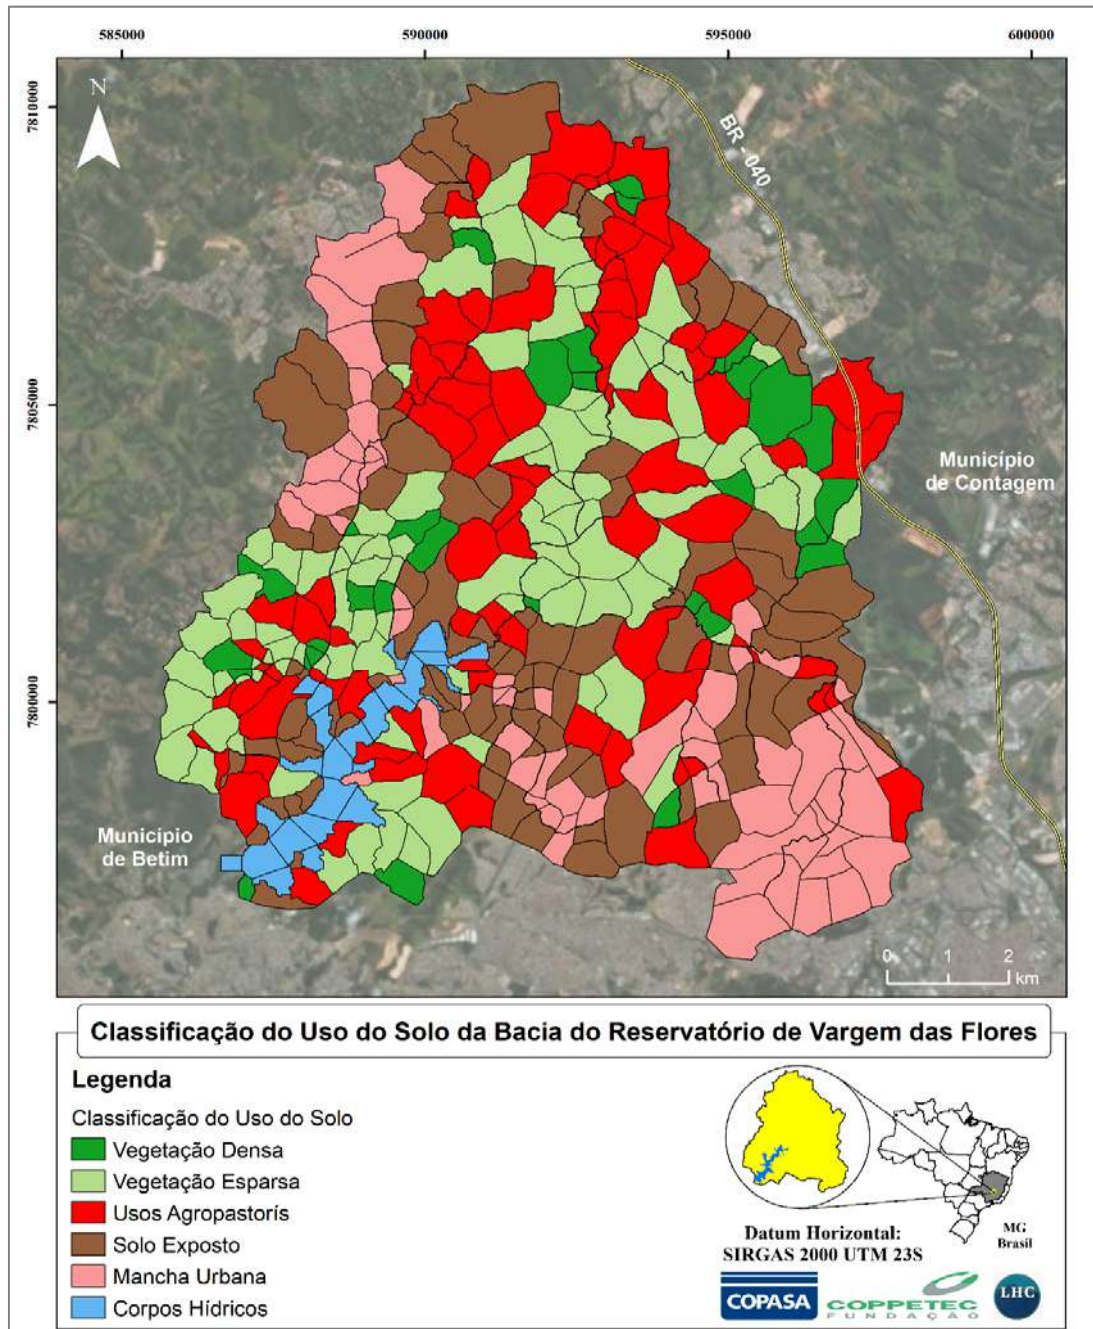 585000 590000 595000 600000
N
7810000
BR - 040
7805000
Município
de Contagem
7800000
Município
de Betim
0 1 2
km
Classificação do Uso do Solo da Bacia do Reservatório de Vargem das Flores
Legenda
Classificação do Uso do Solo
Vegetação Densa
Vegetação Esparsa
Usos Agropastorís
Solo Exposto
Mancha Urbana
Corpos Hídricos
Datum Horizontal:
SIRGAS 2000 UTM 23S
MG
Brasil
COPASA
COPPETEC
FUNDAÇÃO
LHC